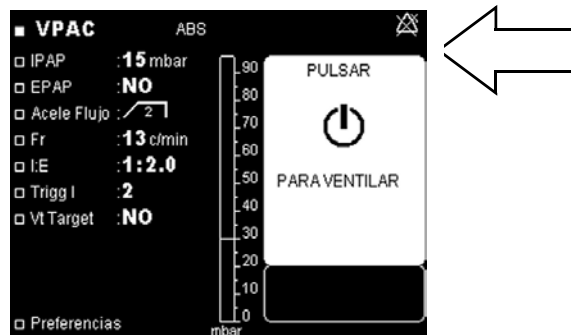 VPAC ABS
IPAP :15 mbar
EPAP :NO
Acele Flujo : 2
Fr :13 c/min
I:E :1:2.0
Trigg I :2
Vt Target :NO
Preferencias
90
80
70
60
50
40
30
20
10
0
mbar
PULSAR
PARA VENTILAR